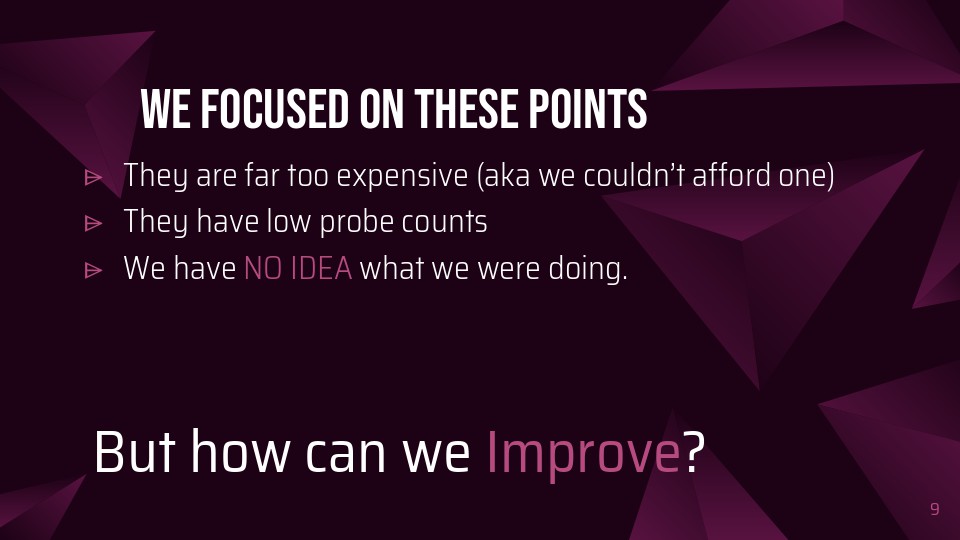 WE FOCUSED ON THESE POINTS
They are far too expensive (aka we couldn’t afford one)
They have low probe counts
We have NO IDEA what we were doing.
But how can we Improve?
9